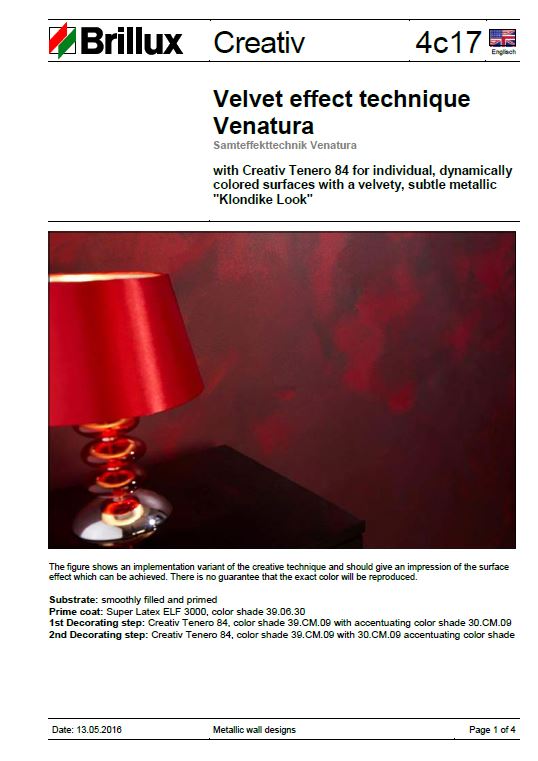 Brillux
Creativ
4c17
Englisch
Velvet effect technique
Venatura
Samteffekttechnik Venatura
with Creativ Tenero 84 for individual, dynamically
colored surfaces with a velvety, subtle metallic
"Klondike Look"
The figure shows an implementation variant of the creative technique and should give an impression of the surface
effect which can be achieved. There is no guarantee that the exact color will be reproduced.
Substrate: smoothly filled and primed
Prime coat: Super Latex ELF 3000, color shade 39.06.30
1st Decorating step: Creativ Tenero 84, color shade 39.CM.09 with accentuating color shade 30.CM.09
2nd Decorating step: Creativ Tenero 84, color shade 39.CM.09 with 30.CM.09 accentuating color shade
Date: 13.05.2016
Metallic wall designs
Page 1 of 4